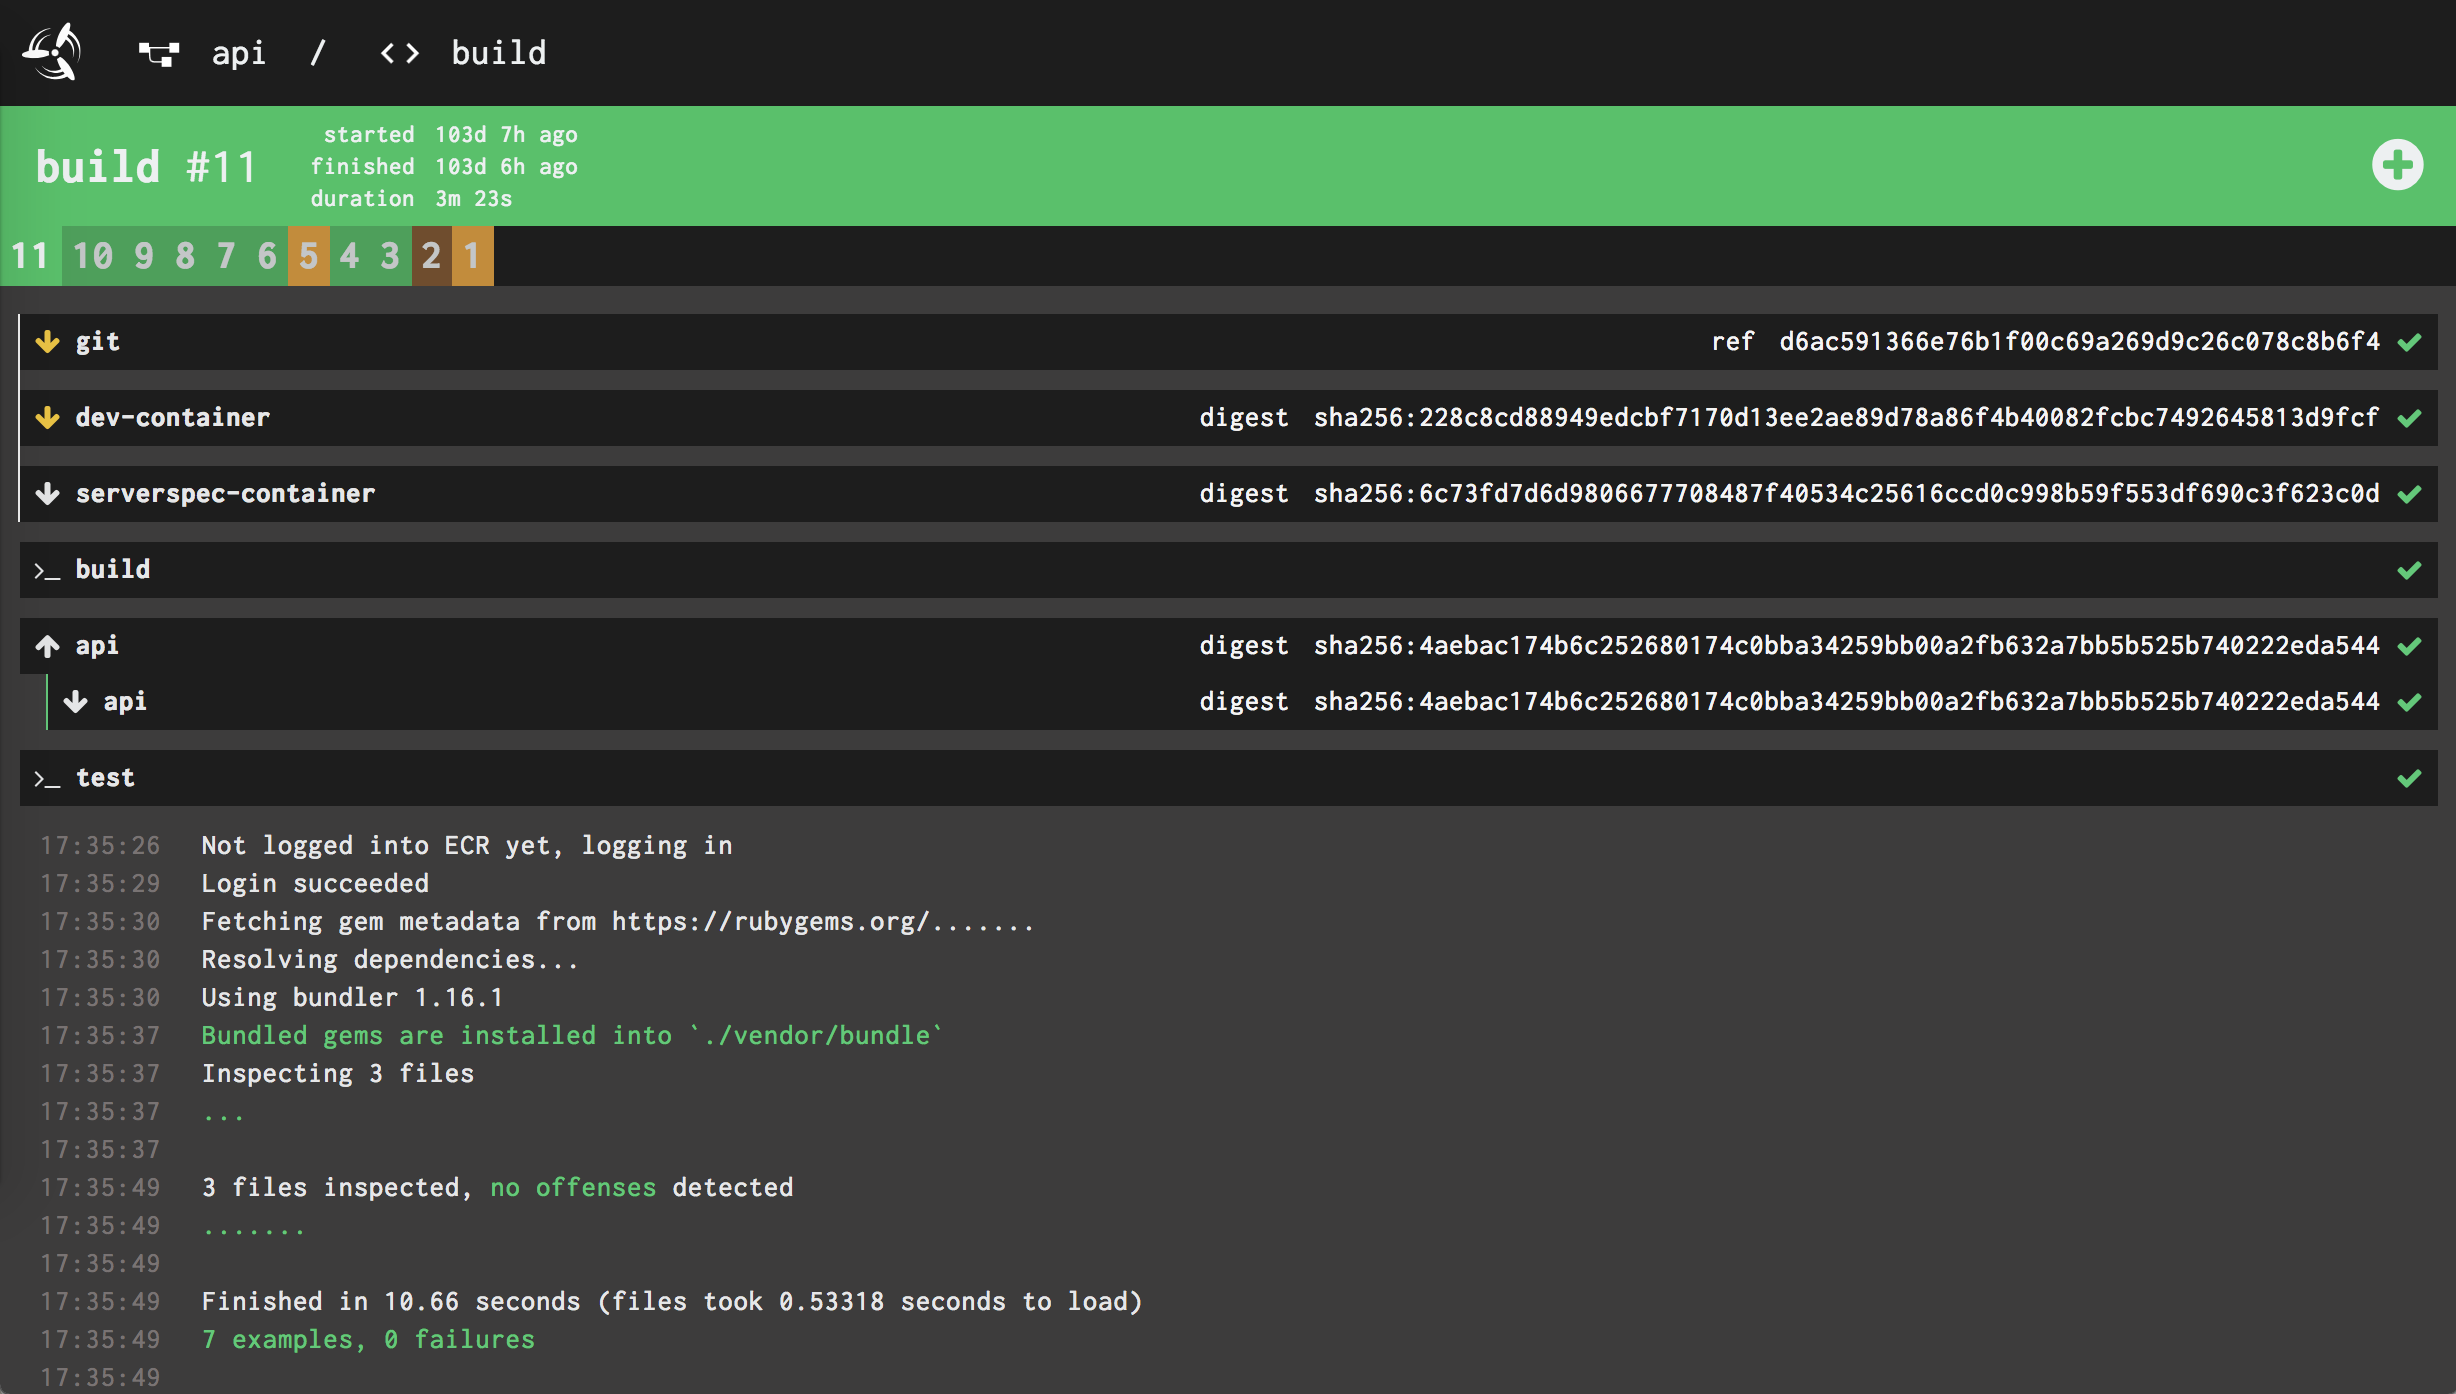 api / <> build
build #11
started 103d 7h ago
finished 103d 6h ago
duration 3m 23s
11 10 9 8 7 6 5 4 3 2 1
git ref d6ac591366e76b1f00c69a269d9c26c078c8b6f4
dev-container digest sha256:228c8cd88949edcbf7170d13ee2ae89d78a86f4b40082fcbc7492645813d9fcf
serverspec-container digest sha256:6c73fd7d6d9806677708487f40534c25616ccd0c998b59f553df690c3f623c0d
>_ build
api digest sha256:4aebac174b6c252680174c0bba34259bb00a2fb632a7bb5b525b740222eda544
api digest sha256:4aebac174b6c252680174c0bba34259bb00a2fb632a7bb5b525b740222eda544
>_ test
17:35:26 Not logged into ECR yet, logging in
17:35:29 Login succeeded
17:35:30 Fetching gem metadata from https://rubygems.org/.......
17:35:30 Resolving dependencies...
17:35:30 Using bundler 1.16.1
17:35:37 Bundled gems are installed into `./vendor/bundle`
17:35:37 Inspecting 3 files
17:35:37 ...
17:35:37
17:35:49 3 files inspected, no offenses detected
17:35:49 .......
17:35:49
17:35:49 Finished in 10.66 seconds (files took 0.53318 seconds to load)
17:35:49 7 examples, 0 failures
17:35:49